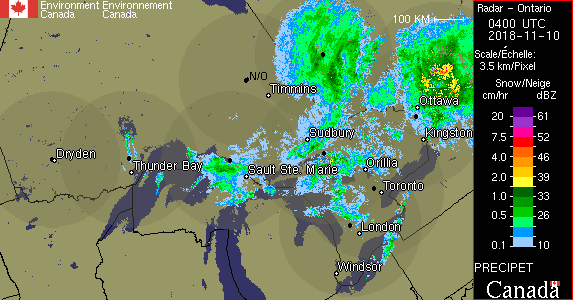 Environment Environnement
Canada Canada
Radar - Ontario
0400 UTC
2018-11-10
Scale/Échelle:
3.5 km/Pixel
Snow/Neige
cm/hr dBZ
20 61
7.5 52
4.0 46
2.0 39
1.0 33
0.5 26
0.1 10
PRECIPET
Canada
100 KM
N/O
Timmins
Ottawa
Sudbury
Kingston
Dryden
Thunder Bay
Sault Ste. Marie
Orillia
Toronto
London
Windsor